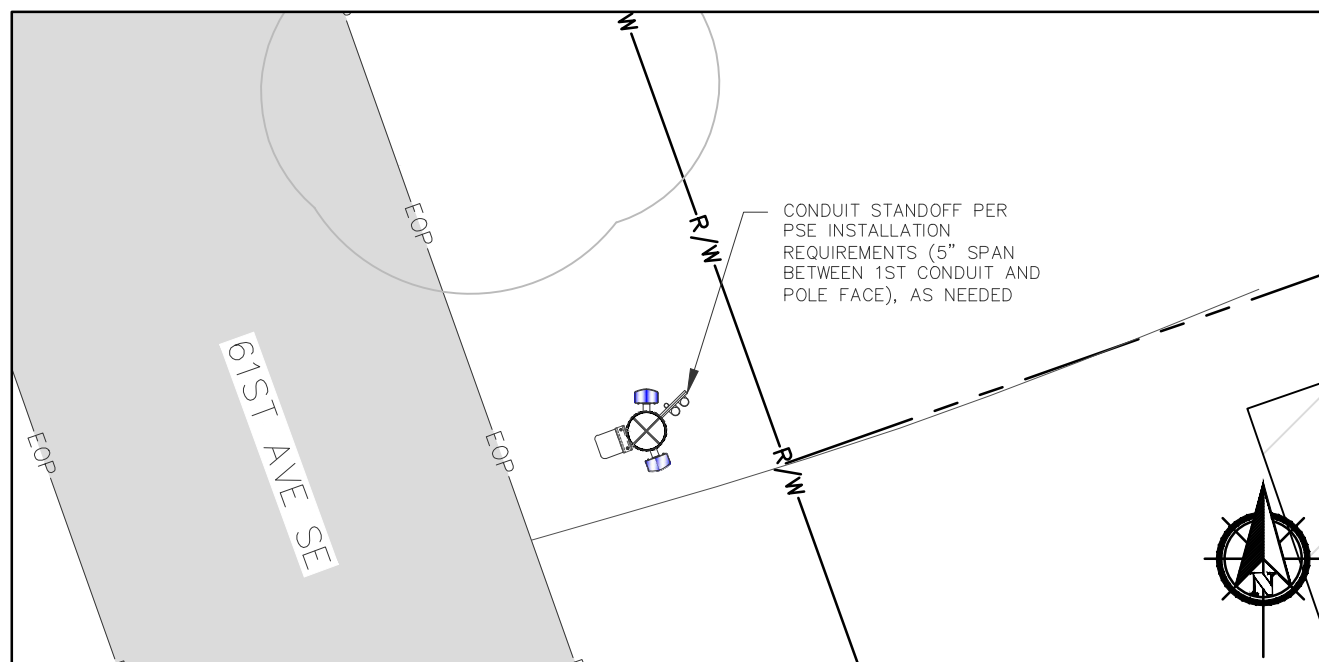 R/W
EOP
R/W
CONDUIT STANDOFF PER
PSE INSTALLATION
REQUIREMENTS (5” SPAN
BETWEEN 1ST CONDUIT AND
POLE FACE), AS NEEDED
61ST AVE SE
EOP
EOP
R/W
N